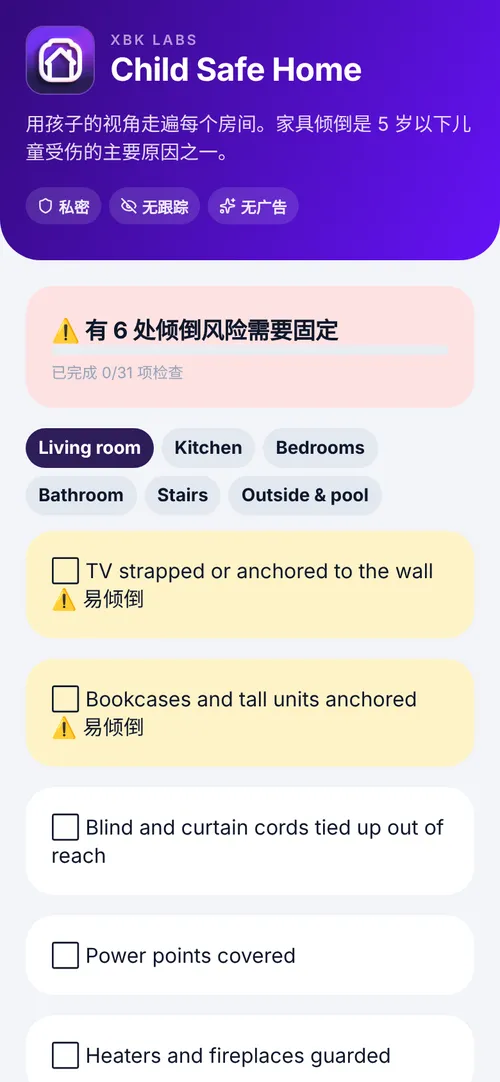 XBK LABS
Child Safe Home
用孩子的视角走遍每个房间。家具倾倒是 5 岁以下儿
童受伤的主要原因之一。
私密 无跟踪 无广告
⚠️ 有 6 处倾倒风险需要固定
已完成 0/31 项检查
Living room Kitchen Bedrooms
Bathroom Stairs Outside & pool
TV strapped or anchored to the wall
⚠️ 易倾倒
Bookcases and tall units anchored
⚠️ 易倾倒
Blind and curtain cords tied up out of
reach
Power points covered
Heaters and fireplaces guarded